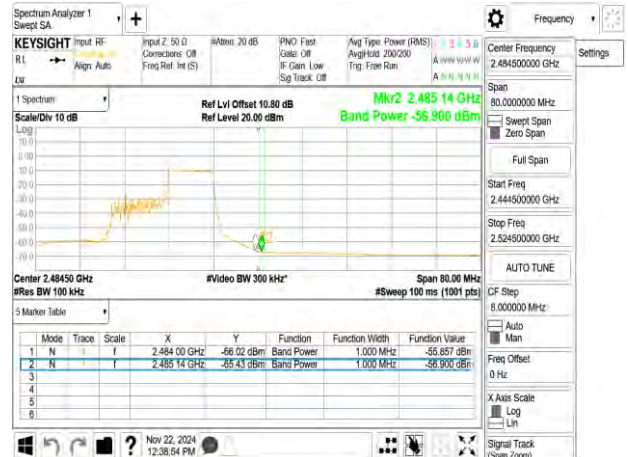 Spectrum Analyzer 1
Swept SA
+
Frequency
KEYSIGHT Input: RF Input Z: 50 Ω #Atten: 20 dB PNO: Fast Avg Type: Power (RMS)
RL Corrections: Off Gate: Off Avg|Hold: 200/200
Align: Auto Freq Ref: Int (S) IF Gain: Low Trig: Free Run
Sig Track: Off
Center Frequency
2.484500000 GHz
Settings
Span
80.0000000 MHz
Swept Span
Zero Span
Full Span
Start Freq
2.444500000 GHz
Stop Freq
2.524500000 GHz
AUTO TUNE
CF Step
8.000000 MHz
Auto
Man
Freq Offset
0 Hz
X Axis Scale
Log
Lin
Signal Track
(Span Zoom)
1 Spectrum
Ref Lvl Offset 10.80 dB Mkr2 2.485 14 GHz
Scale/Div 10 dB Ref Level 20.00 dBm Band Power -56.900 dBm
Log
Center 2.48450 GHz #Video BW 300 kHz* Span 80.00 MHz
#Res BW 100 kHz #Sweep 100 ms (1001 pts)
5 Marker Table
Mode Trace Scale X Y Function Function Width Function Value
1 N 1 f 2.484 00 GHz -66.02 dBm Band Power 1.000 MHz -55.857 dBm
2 N 1 f 2.485 14 GHz -65.43 dBm Band Power 1.000 MHz -56.900 dBm
3
4
5
6
?
Nov 22, 2024
12:38:54 PM